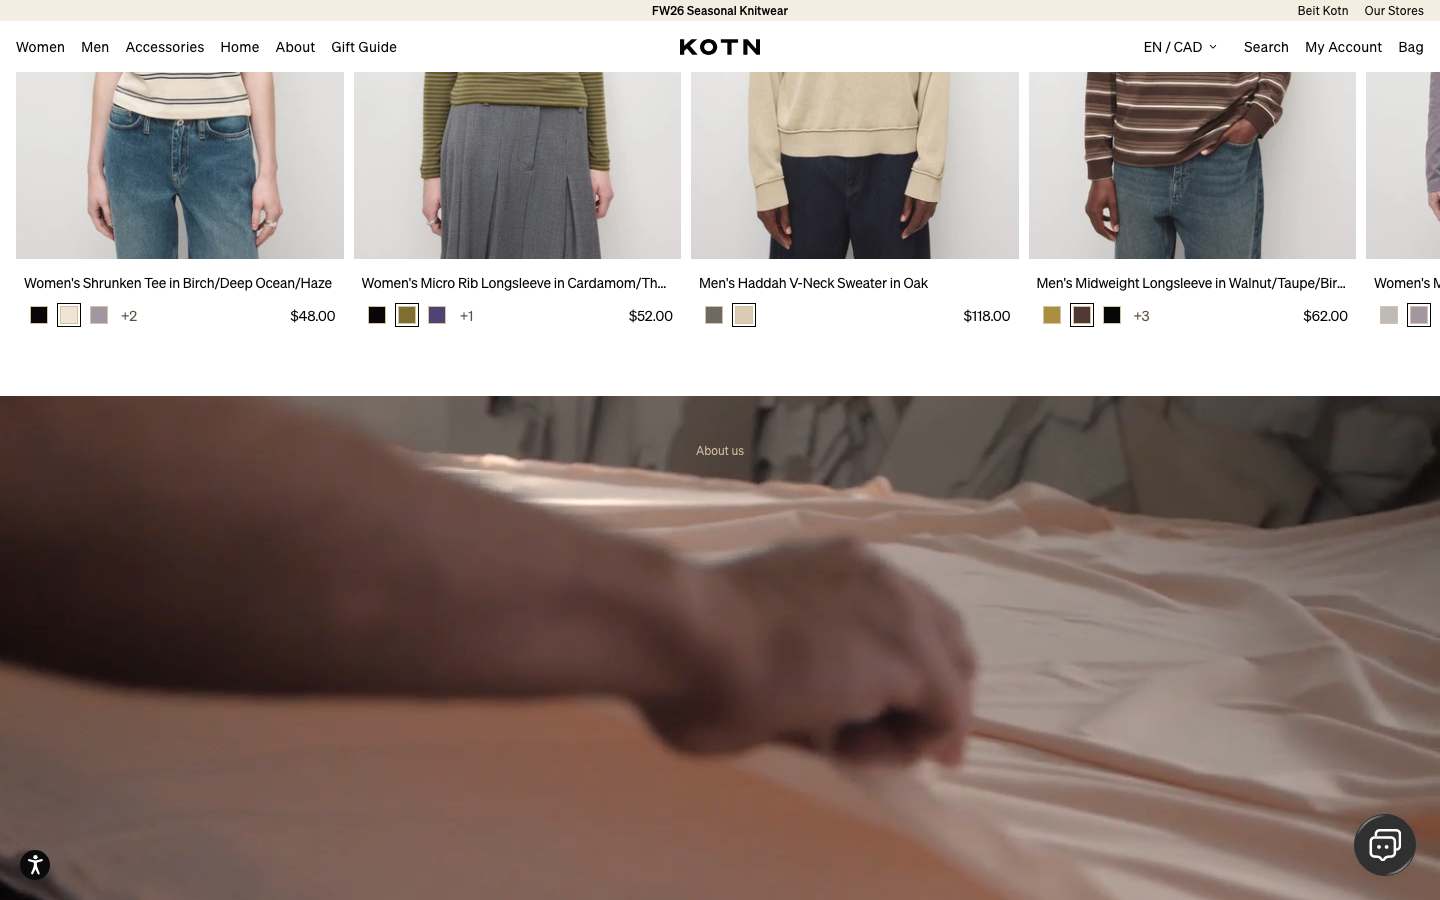 FW26 Seasonal Knitwear
Beit Kotn Our Stores
Women Men Accessories Home About Gift Guide
KOTN
EN / CAD Search My Account Bag
Women's Shrunken Tee in Birch/Deep Ocean/Haze
+2 $48.00
Women's Micro Rib Longsleeve in Cardamom/Th...
+1 $52.00
Men's Haddah V-Neck Sweater in Oak
$118.00
Men's Midweight Longsleeve in Walnut/Taupe/Bir...
+3 $62.00
Women's M
About us